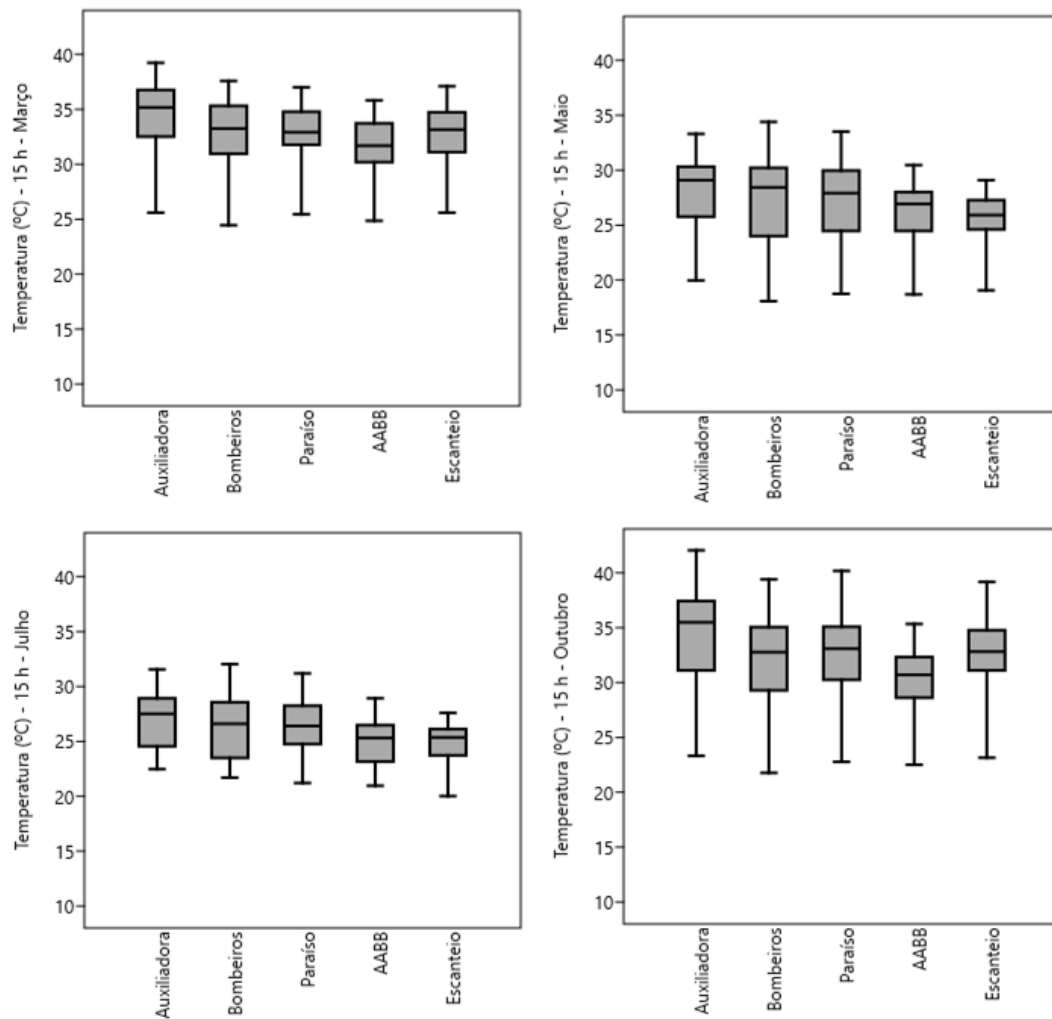 Temperatura (ºC) - 15 h - Março
40
35
30
25
20
15
10
Auxiliadora
Bombeiros
Paraíso
AABB
Escanteio
Temperatura (ºC) - 15 h - Maio
40
35
30
25
20
15
10
Auxiliadora
Bombeiros
Paraíso
AABB
Escanteio
Temperatura (ºC) - 15 h - Julho
40
35
30
25
20
15
10
Auxiliadora
Bombeiros
Paraíso
AABB
Escanteio
Temperatura (ºC) - 15 h - Outubro
40
35
30
25
20
15
10
Auxiliadora
Bombeiros
Paraíso
AABB
Escanteio